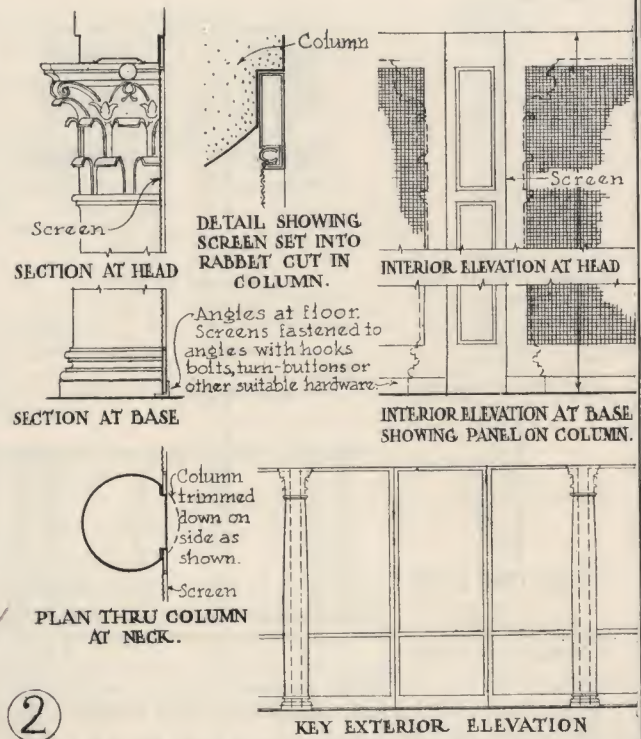 Column
Screen
Screen
SECTION AT HEAD
DETAIL SHOWING
SCREEN SET INTO
RABBET CUT IN
COLUMN.
INTERIOR ELEVATION AT HEAD
Angles at floor.
Screens fastened to
angles with hooks
bolts, turn-buttons or
other suitable hardware.
SECTION AT BASE
INTERIOR ELEVATION AT BASE
SHOWING PANEL ON COLUMN.
Column
trimmed
down on
side as
shown.
Screen
PLAN THRU COLUMN
AT NECK.
2
KEY EXTERIOR ELEVATION